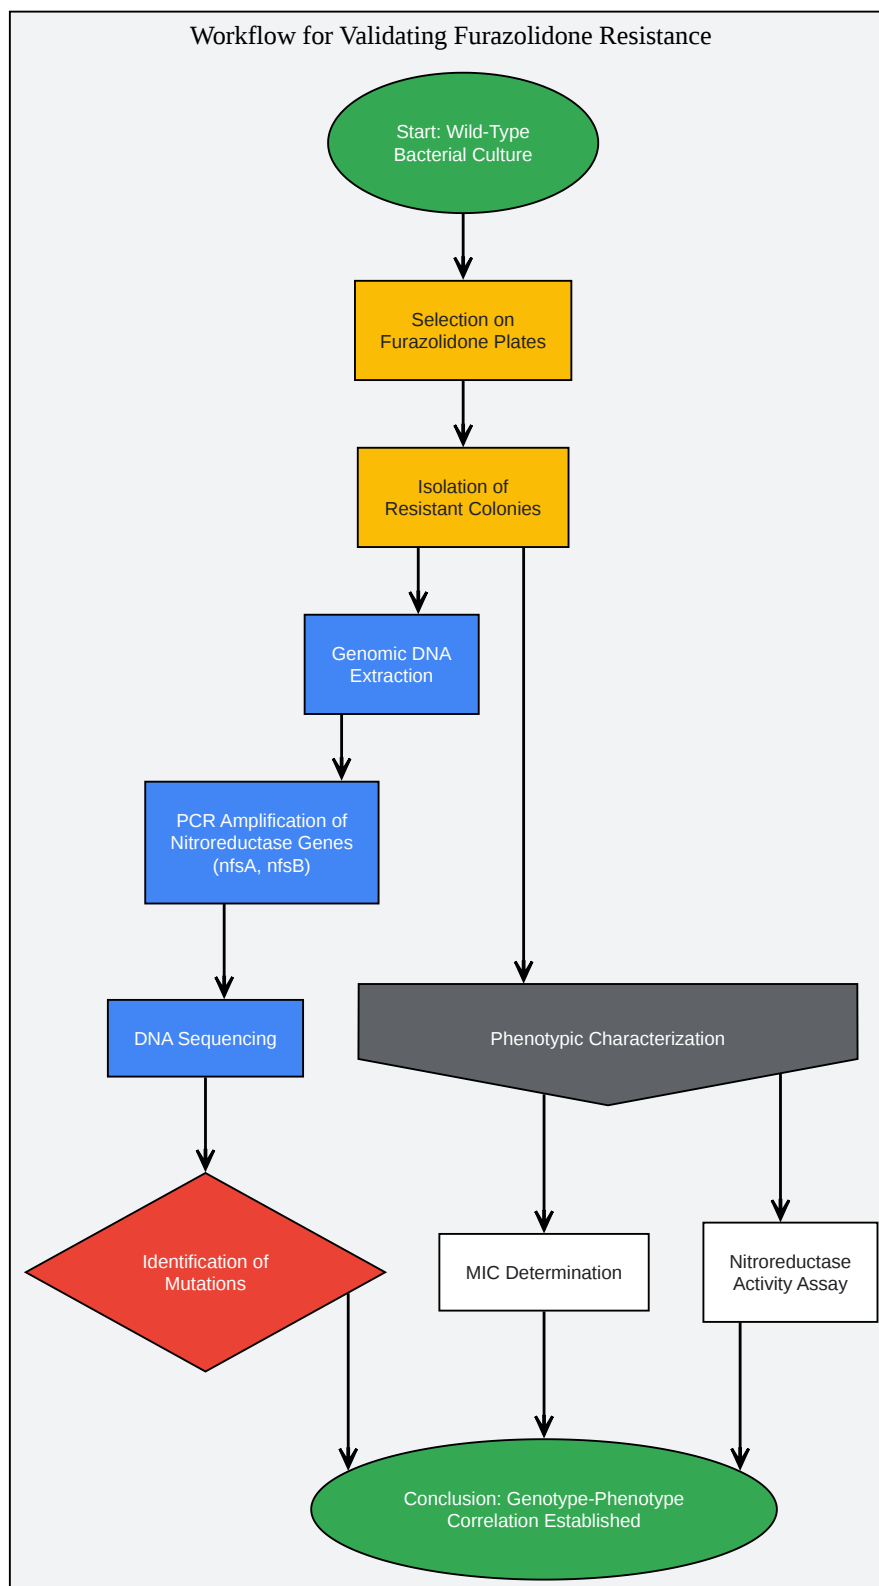 Workflow for Validating Furazolidone Resistance
Start: Wild-Type
Bacterial Culture
Selection on
Furazolidone Plates
Isolation of
Resistant Colonies
Genomic DNA
Extraction
PCR Amplification of
Nitroreductase Genes
(nfsA, nfsB)
DNA Sequencing
Phenotypic Characterization
Identification of
Mutations
MIC Determination
Nitroreductase
Activity Assay
Conclusion: Genotype-Phenotype
Correlation Established